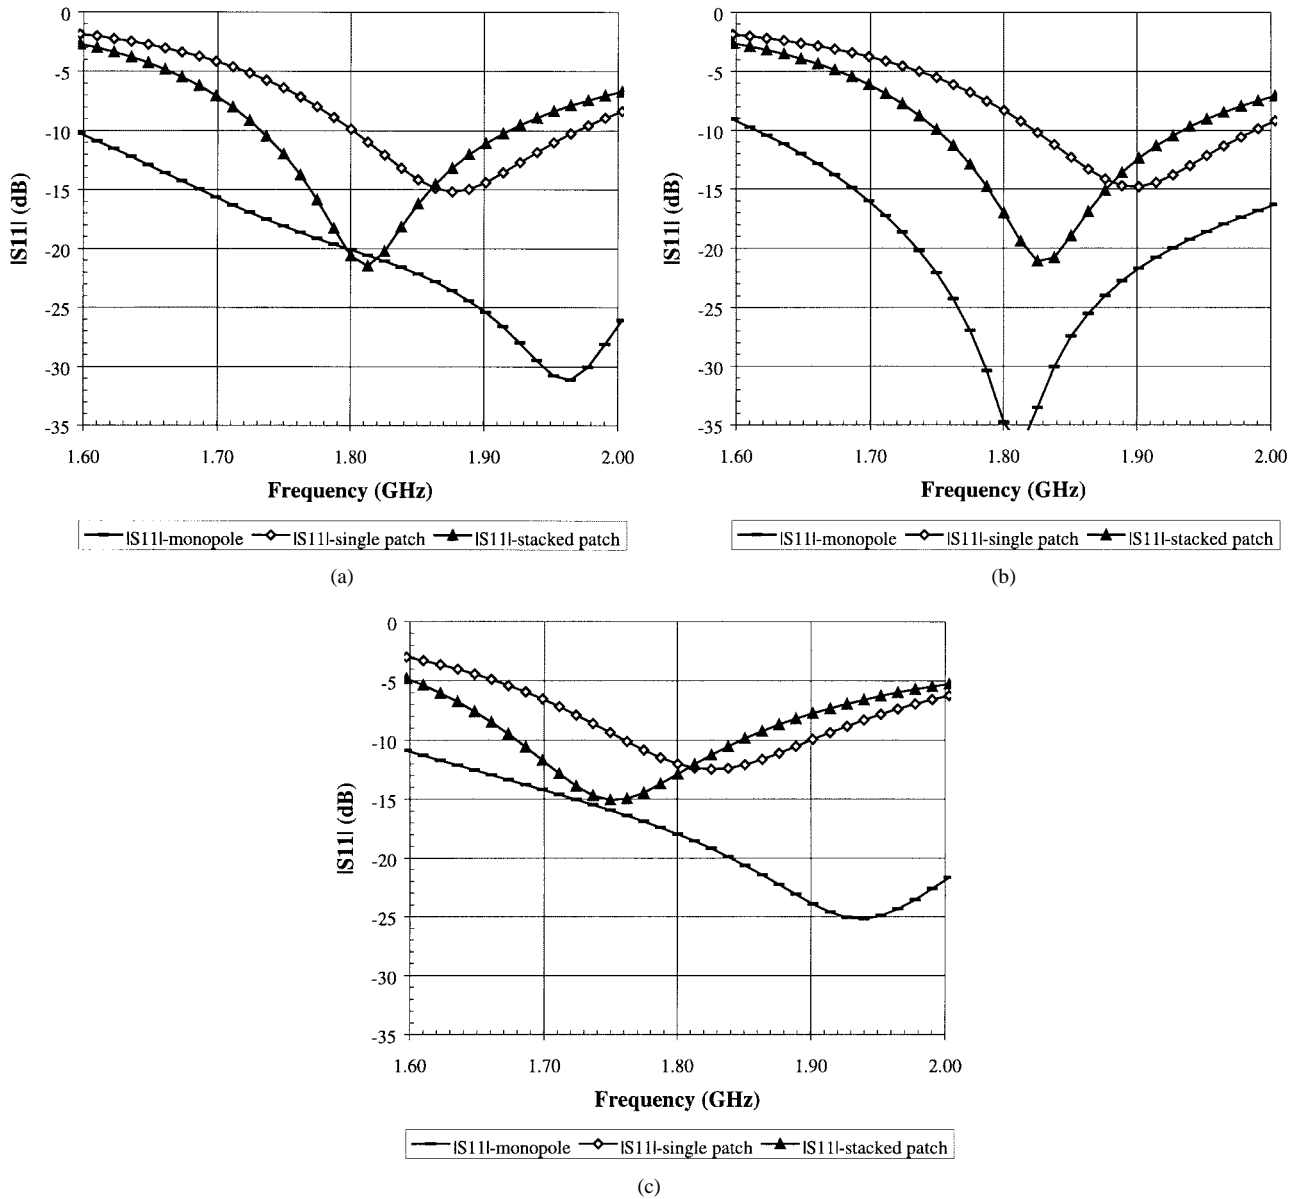 0
-5
-10
-15
-20
-25
-30
-35
|S11| (dB)
1.60 1.70 1.80 1.90 2.00
Frequency (GHz)
|S11|-monopole |S11|-single patch |S11|-stacked patch
(a)
0
-5
-10
-15
-20
-25
-30
-35
|S11| (dB)
1.60 1.70 1.80 1.90 2.00
Frequency (GHz)
|S11|-monopole |S11|-single patch |S11|-stacked patch
(b)
0
-5
-10
-15
-20
-25
-30
-35
|S11| (dB)
1.60 1.70 1.80 1.90 2.00
Frequency (GHz)
|S11|-monopole |S11|-single patch |S11|-stacked patch
(c)